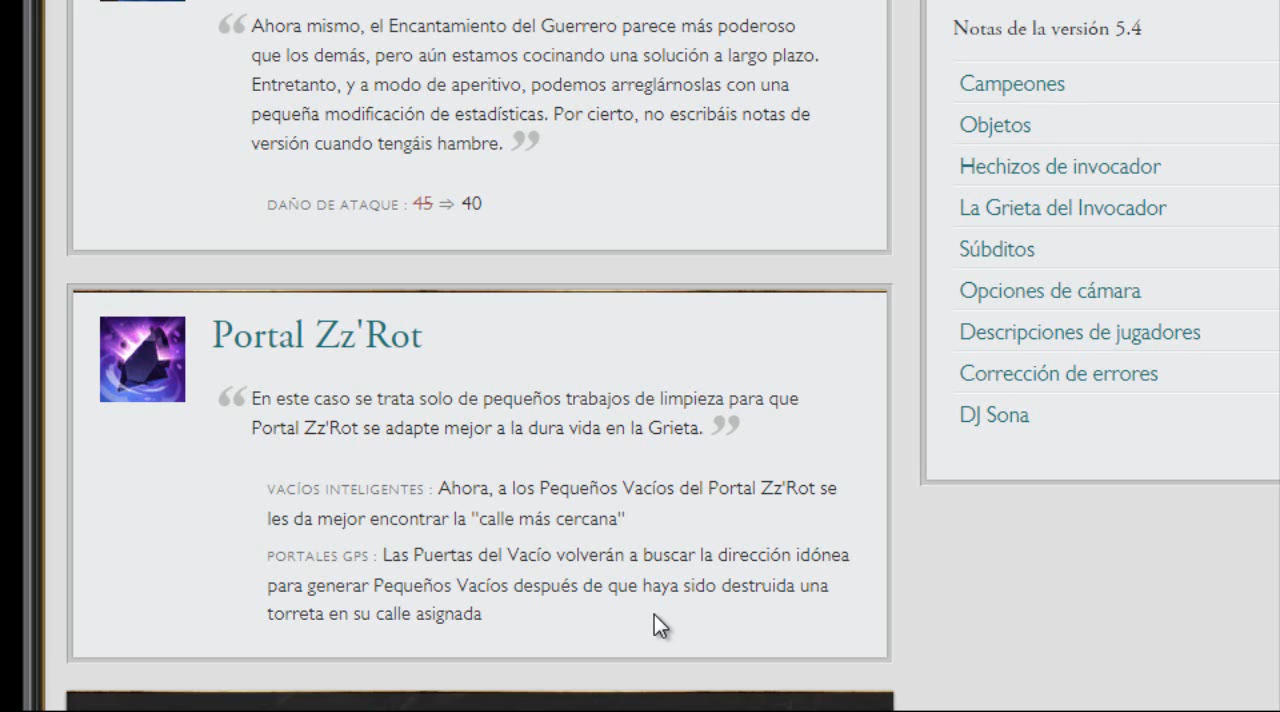 Ahora mismo, el Encantamiento del Guerrero parece más poderoso
que los demás, pero aún estamos cocinando una solución a largo plazo.
Entretanto, y a modo de aperitivo, podemos arreglárnoslas con una
pequeña modificación de estadísticas. Por cierto, no escribáis notas de
versión cuando tengáis hambre.
DAÑO DE ATAQUE : 45 ⇒ 40
Portal Zz'Rot
En este caso se trata solo de pequeños trabajos de limpieza para que
Portal Zz'Rot se adapte mejor a la dura vida en la Grieta.
VACÍOS INTELIGENTES : Ahora, a los Pequeños Vacíos del Portal Zz'Rot se
les da mejor encontrar la "calle más cercana"
PORTALES GPS : Las Puertas del Vacío volverán a buscar la dirección idónea
para generar Pequeños Vacíos después de que haya sido destruida una
torreta en su calle asignada
Notas de la versión 5.4
Campeones
Objetos
Hechizos de invocador
La Grieta del Invocador
Súbditos
Opciones de cámara
Descripciones de jugadores
Corrección de errores
DJ Sona